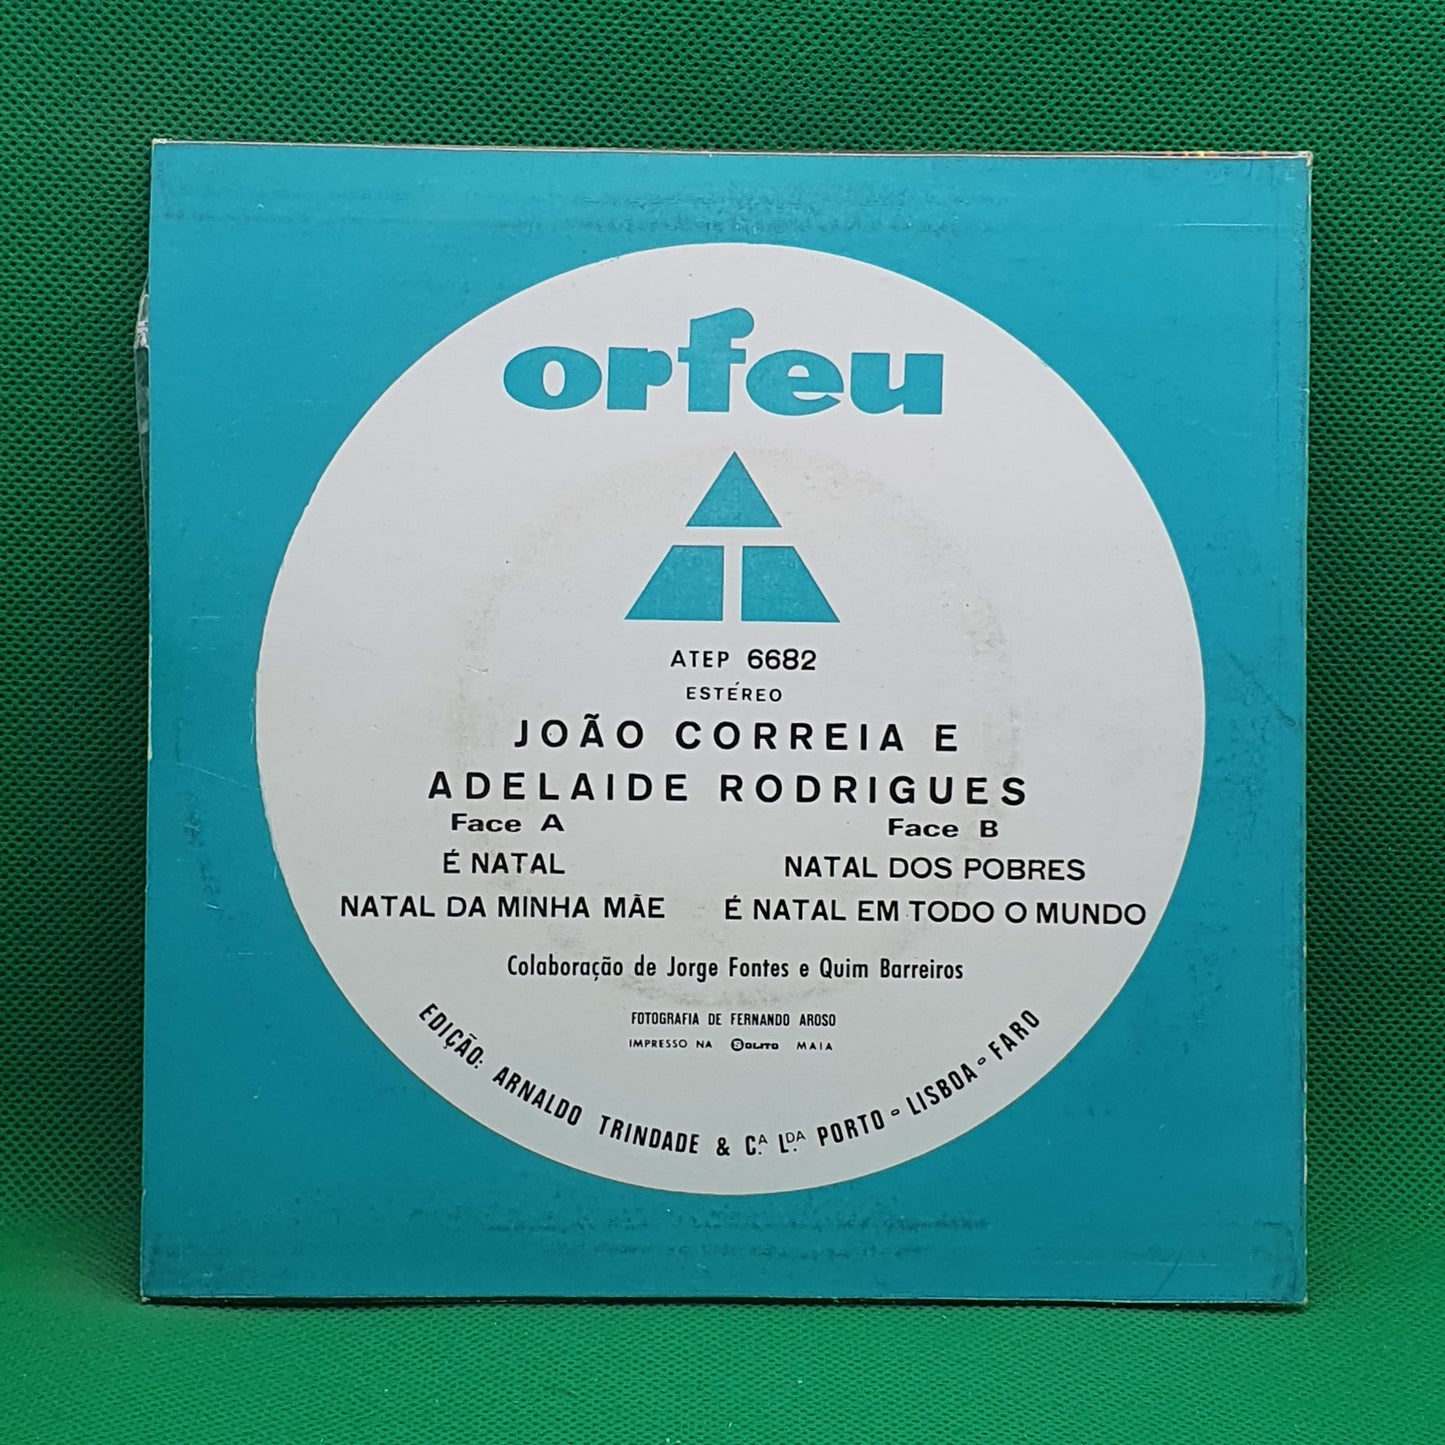 orfeu
ATEP 6682
ESTÉREO
JOÃO CORREIA E
ADELAIDE RODRIGUES
Face A
É NATAL
NATAL DA MINHA MÃE
Face B
NATAL DOS POBRES
É NATAL EM TODO O MUNDO
Colaboração de Jorge Fontes e Quim Barreiros
FOTOGRAFIA DE FERNANDO AROSO
IMPRESSO NA SOLITO MAIA
EDIÇÃO: ARNALDO TRINDADE & C.ᴬ L.ᴰᴬ PORTO - LISBOA - FARO